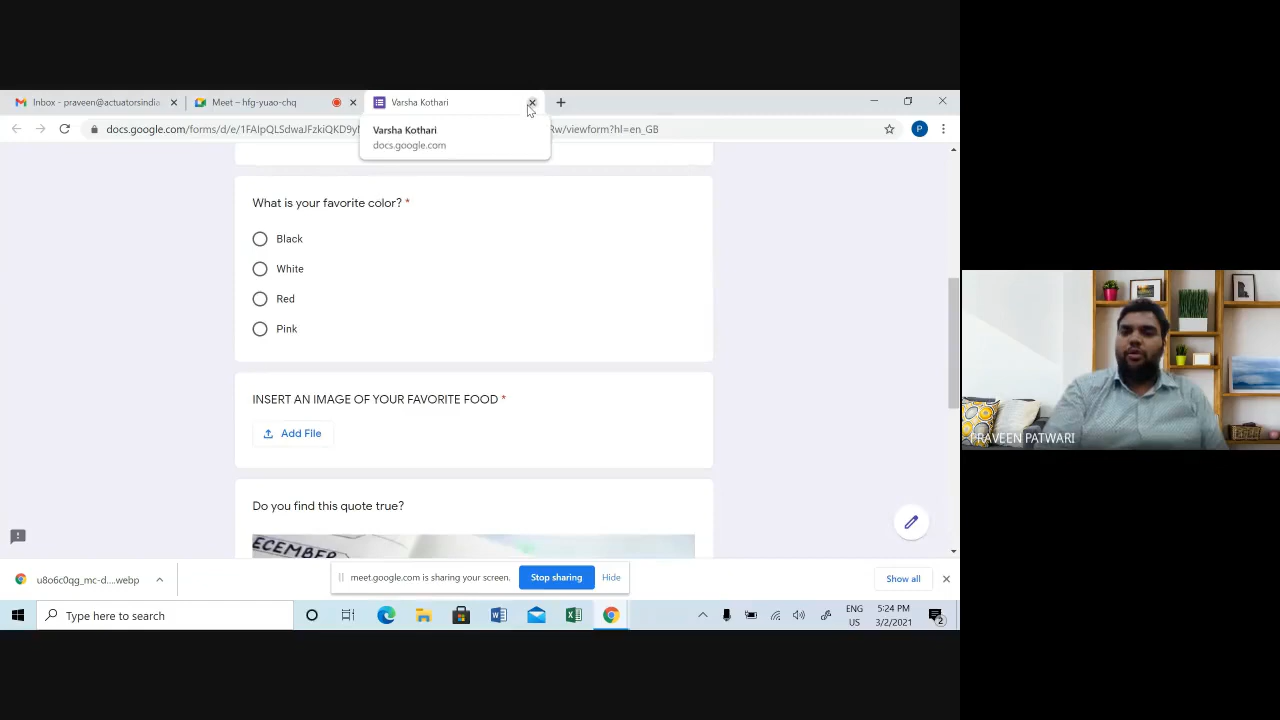 Inbox - praveen@actuatorsindia
Meet – hfg-yuao-chq
Varsha Kothari
docs.google.com/forms/d/e/1FAIpQLSdwaJFzkiQKD9y
Rw/viewform?hl=en_GB
P
Varsha Kothari
docs.google.com
What is your favorite color? *
Black
White
Red
Pink
INSERT AN IMAGE OF YOUR FAVORITE FOOD *
Add File
Do you find this quote true?
ECEMBER
PRAVEEN PATWARI
u8o6c0qg_mc-d....webp
meet.google.com is sharing your screen.
Stop sharing
Hide
Show all
Type here to search
ENG
US
5:24 PM
3/2/2021
2